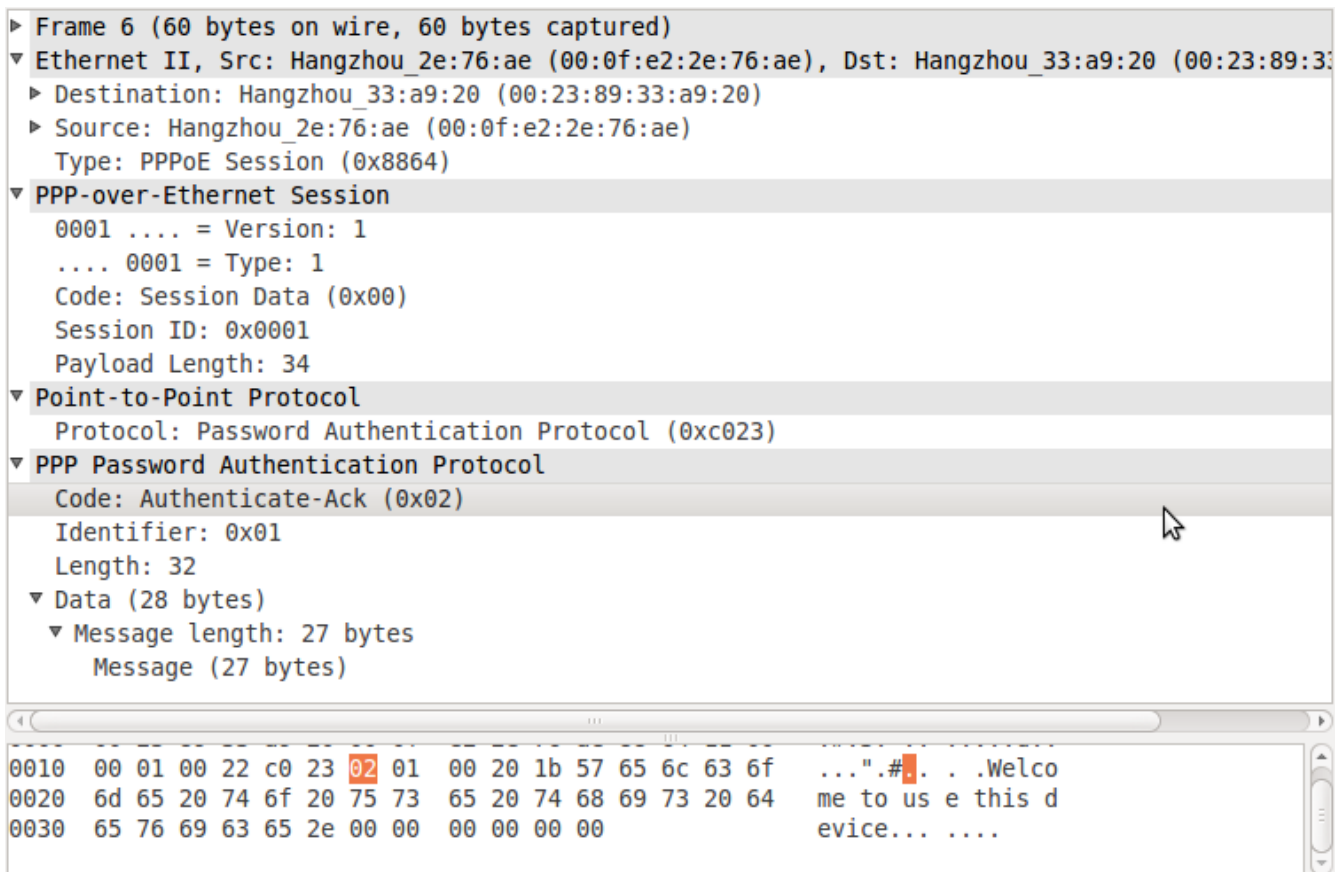 Frame 6 (60 bytes on wire, 60 bytes captured)
Ethernet II, Src: Hangzhou_2e:76:ae (00:0f:e2:2e:76:ae), Dst: Hangzhou_33:a9:20 (00:23:89:33
Destination: Hangzhou_33:a9:20 (00:23:89:33:a9:20)
Source: Hangzhou_2e:76:ae (00:0f:e2:2e:76:ae)
Type: PPPoE Session (0x8864)
PPP-over-Ethernet Session
0001 .... = Version: 1
.... 0001 = Type: 1
Code: Session Data (0x00)
Session ID: 0x0001
Payload Length: 34
Point-to-Point Protocol
Protocol: Password Authentication Protocol (0xc023)
PPP Password Authentication Protocol
Code: Authenticate-Ack (0x02)
Identifier: 0x01
Length: 32
Data (28 bytes)
Message length: 27 bytes
Message (27 bytes)
0010 00 01 00 22 c0 23 02 01 00 20 1b 57 65 6c 63 6f ...".#.. . .Welco
0020 6d 65 20 74 6f 20 75 73 65 20 74 68 69 73 20 64 me to us e this d
0030 65 76 69 63 65 2e 00 00 00 00 00 00 evice... ....